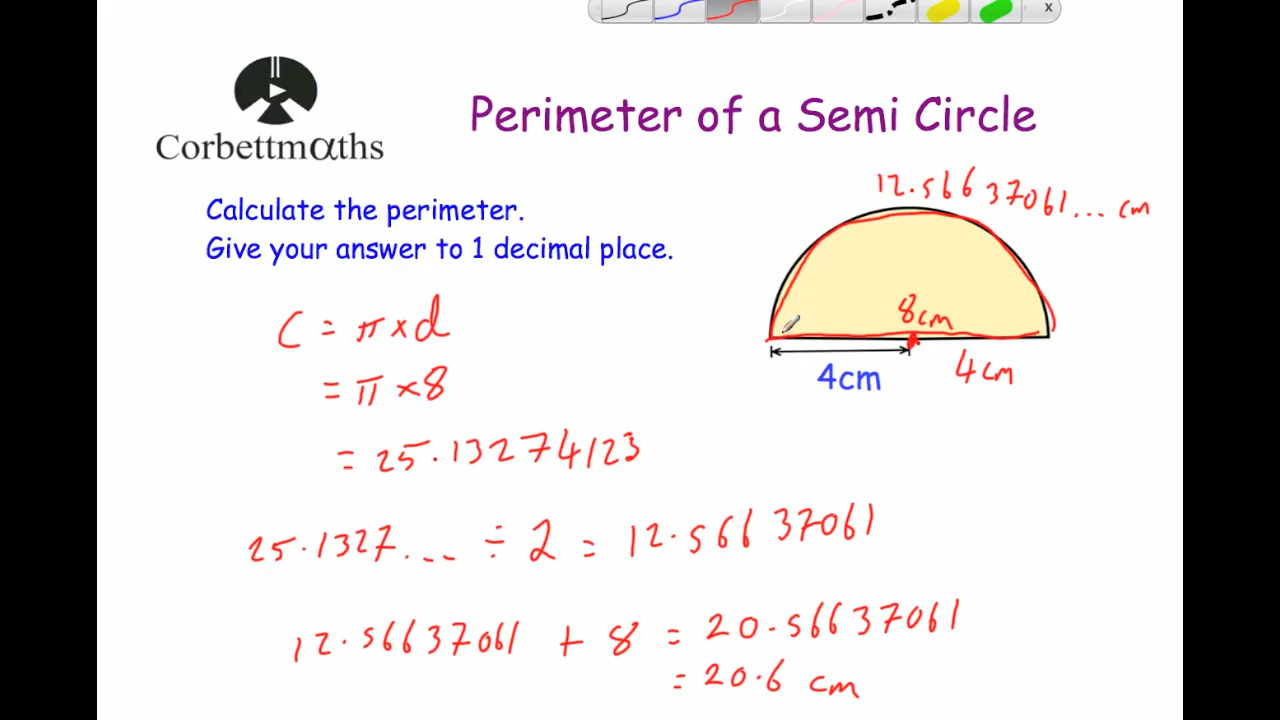 x
Corbettmαths
Perimeter of a Semi Circle
Calculate the perimeter.
Give your answer to 1 decimal place.
12.56637061... cm
8cm
4cm
4cm
C = π × d
= π × 8
= 25.13274123
25.1327... ÷ 2 = 12.56637061
12.56637061 + 8 = 20.56637061
= 20.6 cm